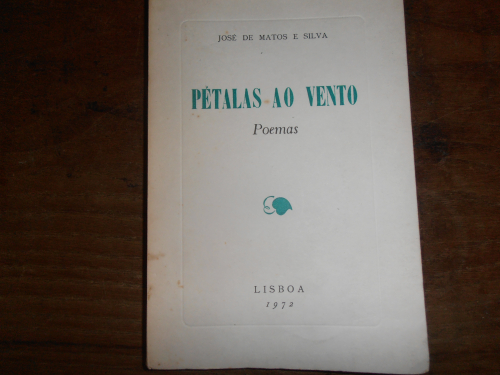 JOSÉ DE MATOS E SILVA
PÉTALAS AO VENTO
Poemas
LISBOA
1972